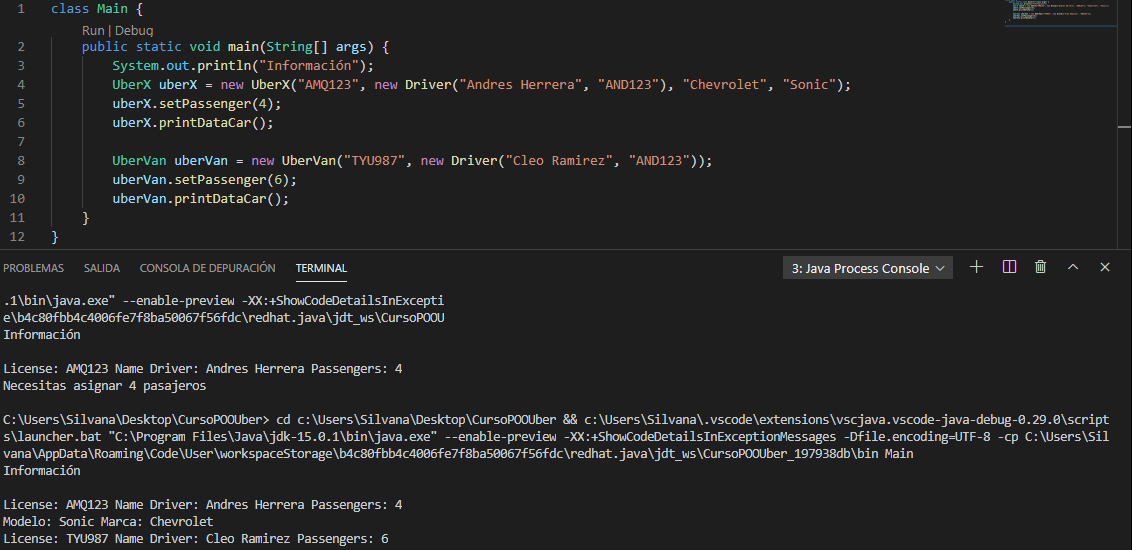 1 class Main {
Run | Debug
2 public static void main(String[] args) {
3 System.out.println("Información");
4 UberX uberX = new UberX("AMQ123", new Driver("Andres Herrera", "AND123"), "Chevrolet", "Sonic");
5 uberX.setPassenger(4);
6 uberX.printDataCar();
7
8 UberVan uberVan = new UberVan("TYU987", new Driver("Cleo Ramirez", "AND123"));
9 uberVan.setPassenger(6);
10 uberVan.printDataCar();
11 }
12 }
PROBLEMAS SALIDA CONSOLA DE DEPURACIÓN TERMINAL 3: Java Process Console
.1\bin\java.exe" --enable-preview -XX:+ShowCodeDetailsInExcepti
e\b4c80fbb4c4006fe7f8ba50067f56fdc\redhat.java\jdt_ws\CursoPOOU
Información
License: AMQ123 Name Driver: Andres Herrera Passengers: 4
Necesitas asignar 4 pasajeros
C:\Users\Silvana\Desktop\CursoPOOUber> cd c:\Users\Silvana\Desktop\CursoPOOUber && c:\Users\Silvana\.vscode\extensions\vscjava.vscode-java-debug-0.29.0\script
s\launcher.bat "C:\Program Files\Java\jdk-15.0.1\bin\java.exe" --enable-preview -XX:+ShowCodeDetailsInExceptionMessages -Dfile.encoding=UTF-8 -cp C:\Users\Sil
vana\AppData\Roaming\Code\User\workspaceStorage\b4c80fbb4c4006fe7f8ba50067f56fdc\redhat.java\jdt_ws\CursoPOOUber_197938db\bin Main
Información
License: AMQ123 Name Driver: Andres Herrera Passengers: 4
Modelo: Sonic Marca: Chevrolet
License: TYU987 Name Driver: Cleo Ramirez Passengers: 6